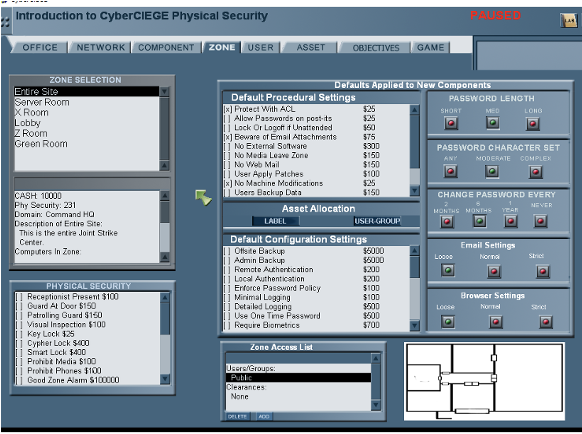 Introduction to CyberCIEGE Physical Security
PAUSED
LAB
OFFICE NETWORK COMPONENT ZONE USER ASSET OBJECTIVES GAME
ZONE SELECTION
Entire Site
Server Room
X Room
Lobby
Z Room
Green Room
CASH: 10000
Phy Security: 231
Domain: Command HQ
Description of Entire Site:
This is the entire Joint Strike
Center.
Computers In Zone:
PHYSICAL SECURITY
[ ] Receptionist Present $100
[ ] Guard At Door $150
[ ] Patrolling Guard $150
[ ] Visual Inspection $100
[ ] Key Lock $25
[ ] Cypher Lock $400
[ ] Smart Lock $400
[ ] Prohibit Media $100
[ ] Prohibit Phones $100
[ ] Good Zone Alarm $100000
Defaults Applied to New Components
Default Procedural Settings
[x] Protect With ACL $25
[ ] Allow Passwords on post-its $25
[ ] Lock Or Logoff if Unattended $50
[x] Beware of Email Attachments $75
[ ] No External Software $300
[ ] No Media Leave Zone $150
[ ] No Web Mail $150
[ ] User Apply Patches $100
[x] No Machine Modifications $25
[ ] Users Backup Data $150
Asset Allocation
LABEL USER-GROUP
Default Configuration Settings
[ ] Offsite Backup $5000
[ ] Admin Backup $5000
[ ] Remote Authentication $200
[ ] Local Authentication $200
[ ] Enforce Password Policy $100
[ ] Minimal Logging $100
[ ] Detailed Logging $500
[ ] Use One Time Password $500
[ ] Require Biometrics $700
PASSWORD LENGTH
SHORT MED LONG
PASSWORD CHARACTER SET
ANY MODERATE COMPLEX
CHANGE PASSWORD EVERY
2 MONTHS 6 MONTHS 1 YEAR NEVER
Email Settings
Loose Normal Strict
Browser Settings
Loose Normal Strict
Zone Access List
Users/Groups:
Public
Clearances:
None
DELETE ADD